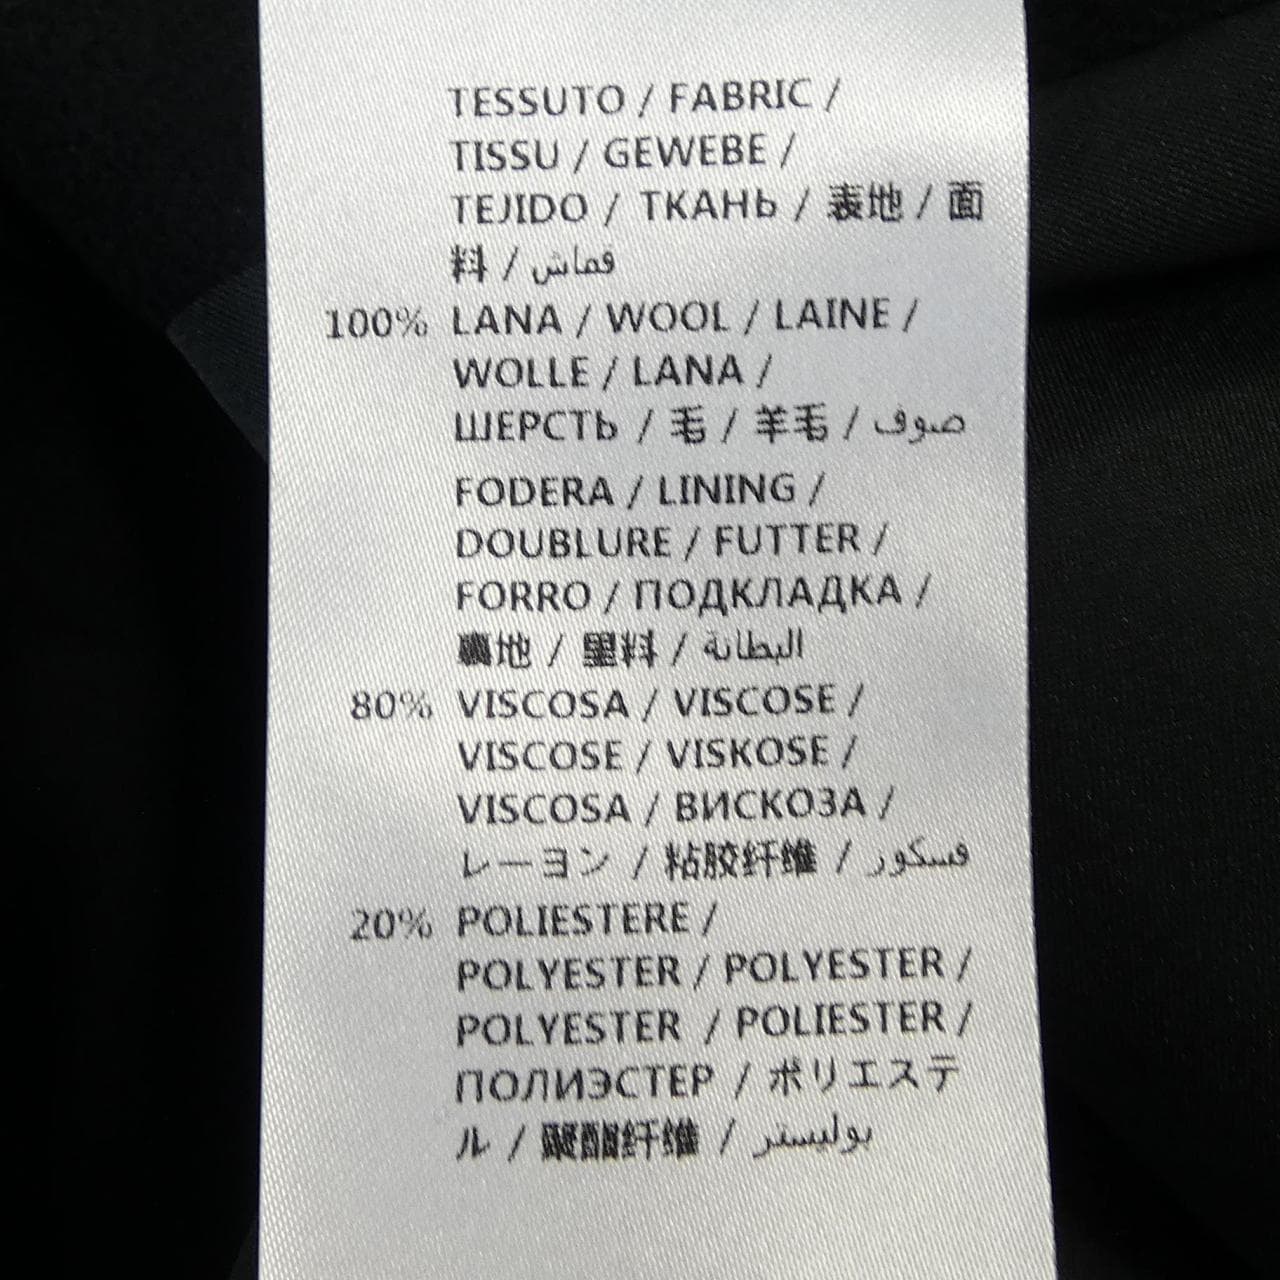 TESSUTO / FABRIC /
TISSU / GEWEBE /
TEJIDO / ТКАНЬ / 表地 / 面
料 / قماش
100% LANA / WOOL / LAINE /
WOLLE / LANA /
ШЕРСТЬ / 毛 / 羊毛 / صوف
FODERA / LINING /
DOUBLURE / FUTTER /
FORRO / ПОДКЛАДКА /
裏地 / 里料 / البطانة
80% VISCOSA / VISCOSE /
VISCOSE / VISKOSE /
VISCOSA / ВИСКОЗА /
レーヨン / 粘胶纤维 / فسكور
20% POLIESTERE /
POLYESTER / POLYESTER /
POLYESTER / POLIESTER /
ПОЛИЭСТЕР / ポリエステ
ル / 聚酯纤维 / بوليستر